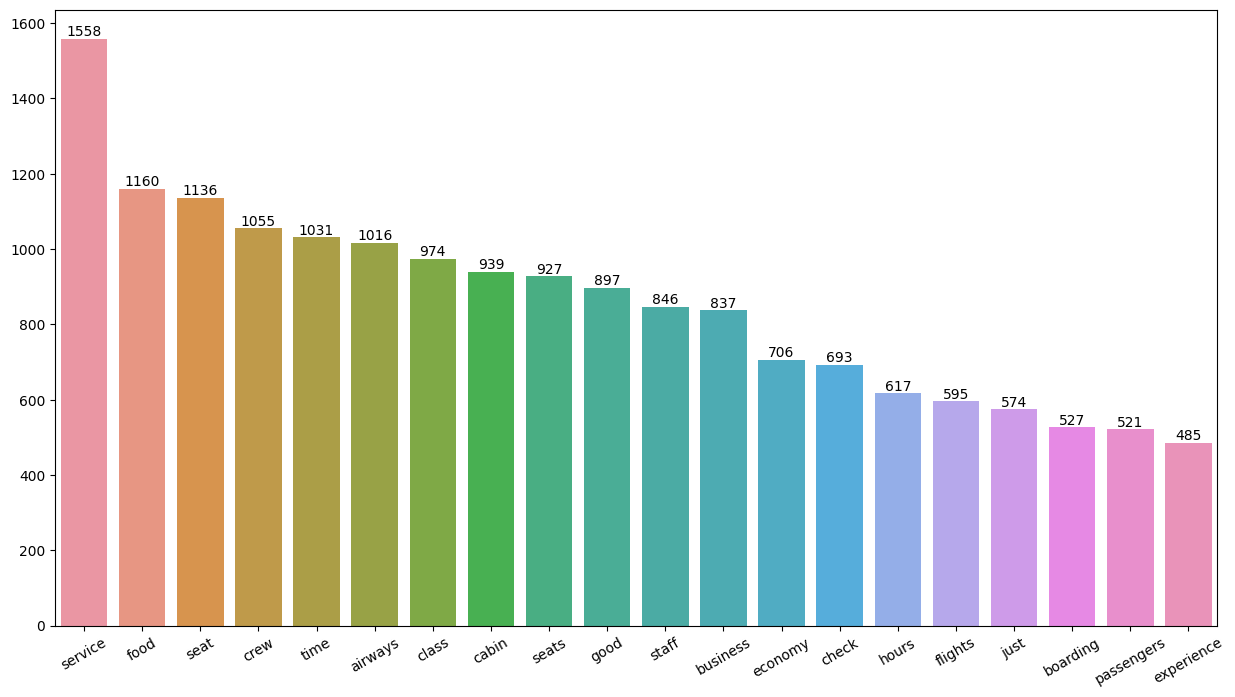 1600
1400
1200
1000
800
600
400
200
0
1558
1160
1136
1055
1031
1016
974
939
927
897
846
837
706
693
617
595
574
527
521
485
service
food
seat
crew
time
airways
class
cabin
seats
good
staff
business
economy
check
hours
flights
just
boarding
passengers
experience